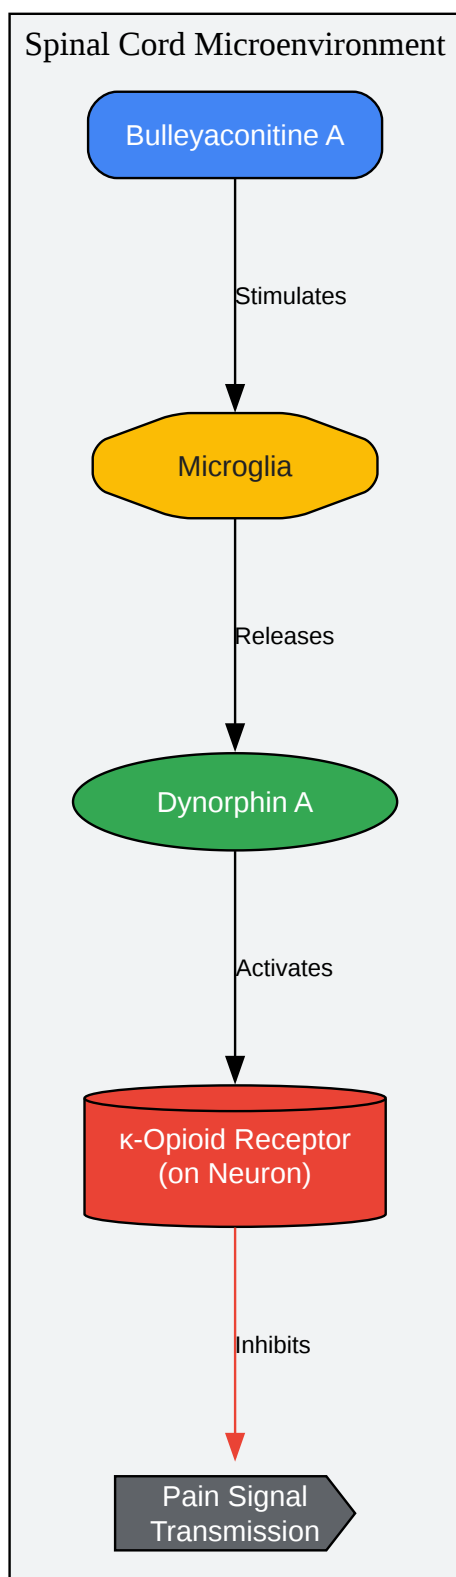 Spinal Cord Microenvironment
Bulleyaconitine A
Stimulates
Microglia
Releases
Dynorphin A
Activates
κ-Opioid Receptor
(on Neuron)
Inhibits
Pain Signal
Transmission